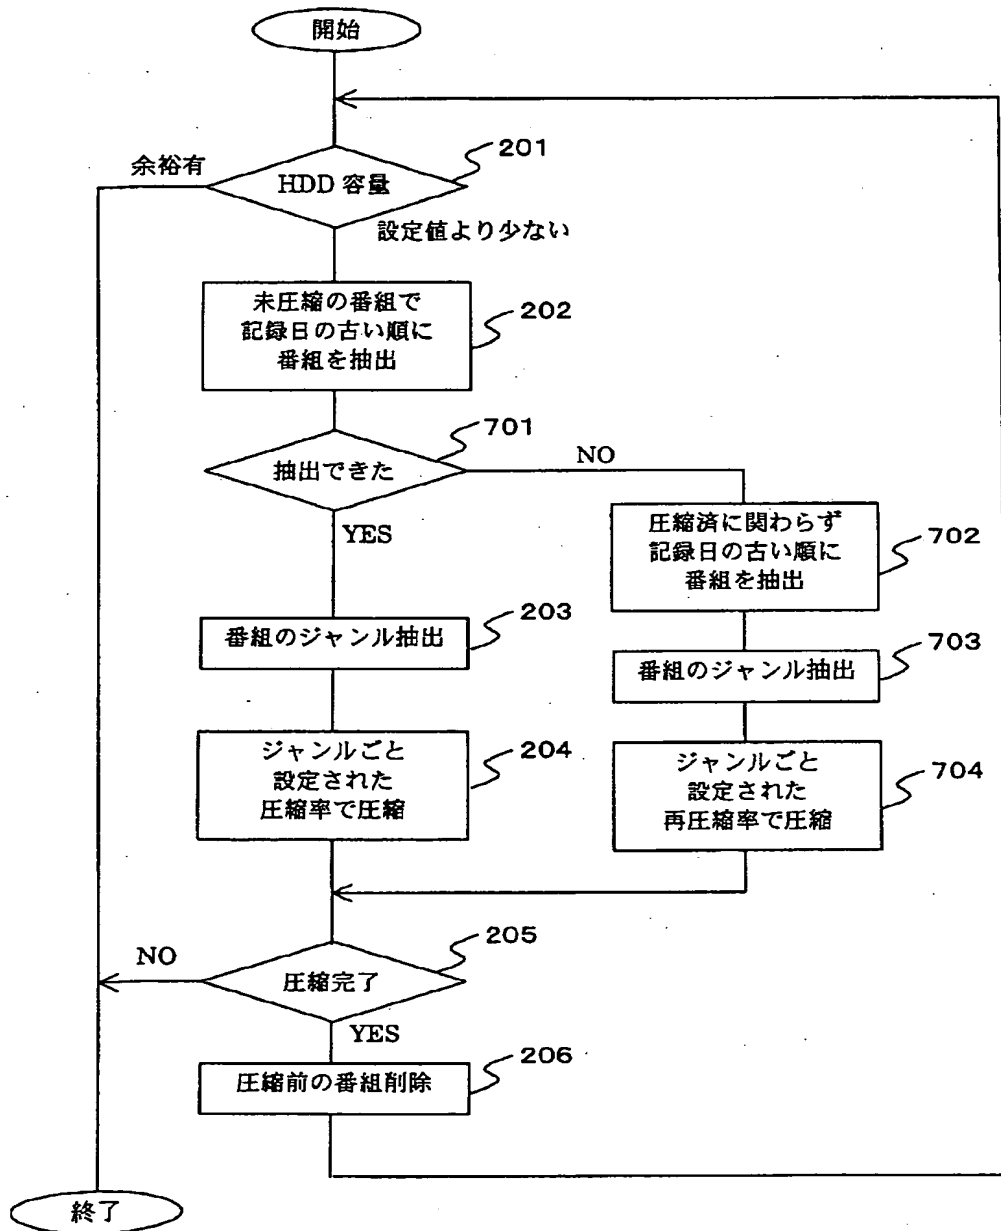 開始
余裕有
HDD 容量
201
設定値より少ない
未圧縮の番組で
記録日の古い順に
番組を抽出
202
抽出できた
701
NO
YES
圧縮済に関わらず
記録日の古い順に
番組を抽出
702
番組のジャンル抽出
203
番組のジャンル抽出
703
ジャンルごと
設定された
圧縮率で圧縮
204
ジャンルごと
設定された
再圧縮率で圧縮
704
NO
圧縮完了
205
YES
圧縮前の番組削除
206
終了